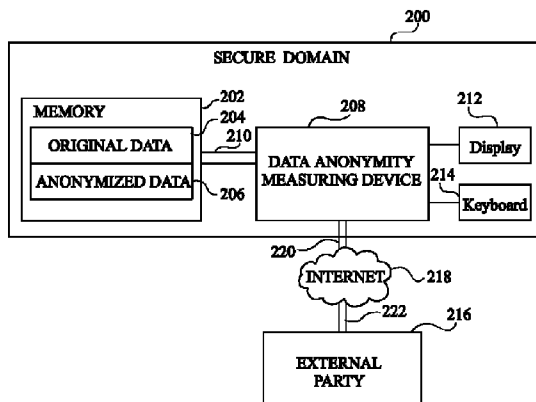 200
SECURE DOMAIN
202
MEMORY
204
210
ORIGINAL DATA
ANONYMIZED DATA
206
208
DATA ANONYMITY
MEASURING DEVICE
212
Display
214
Keyboard
220
INTERNET
218
222
216
EXTERNAL
PARTY